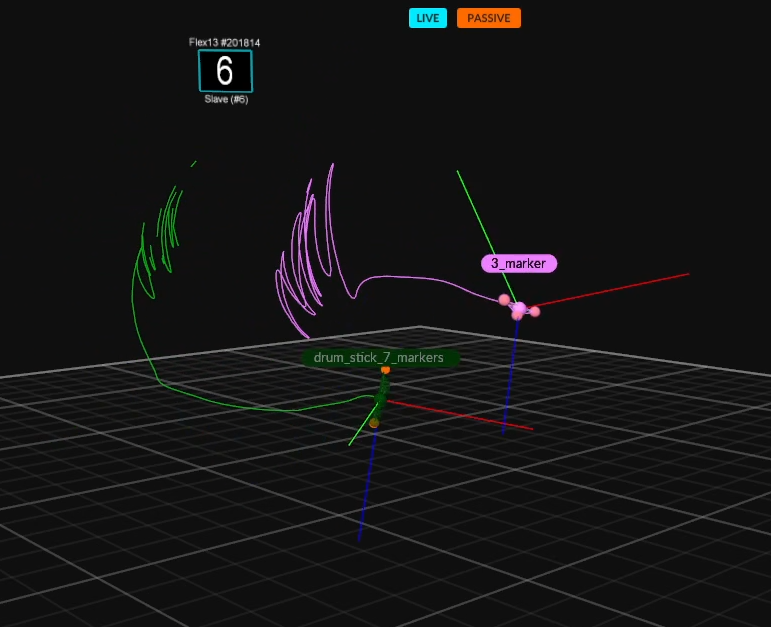 LIVE PASSIVE
Flex13 #201814
6
Slave (#6)
3_marker
drum_stick_7_markers